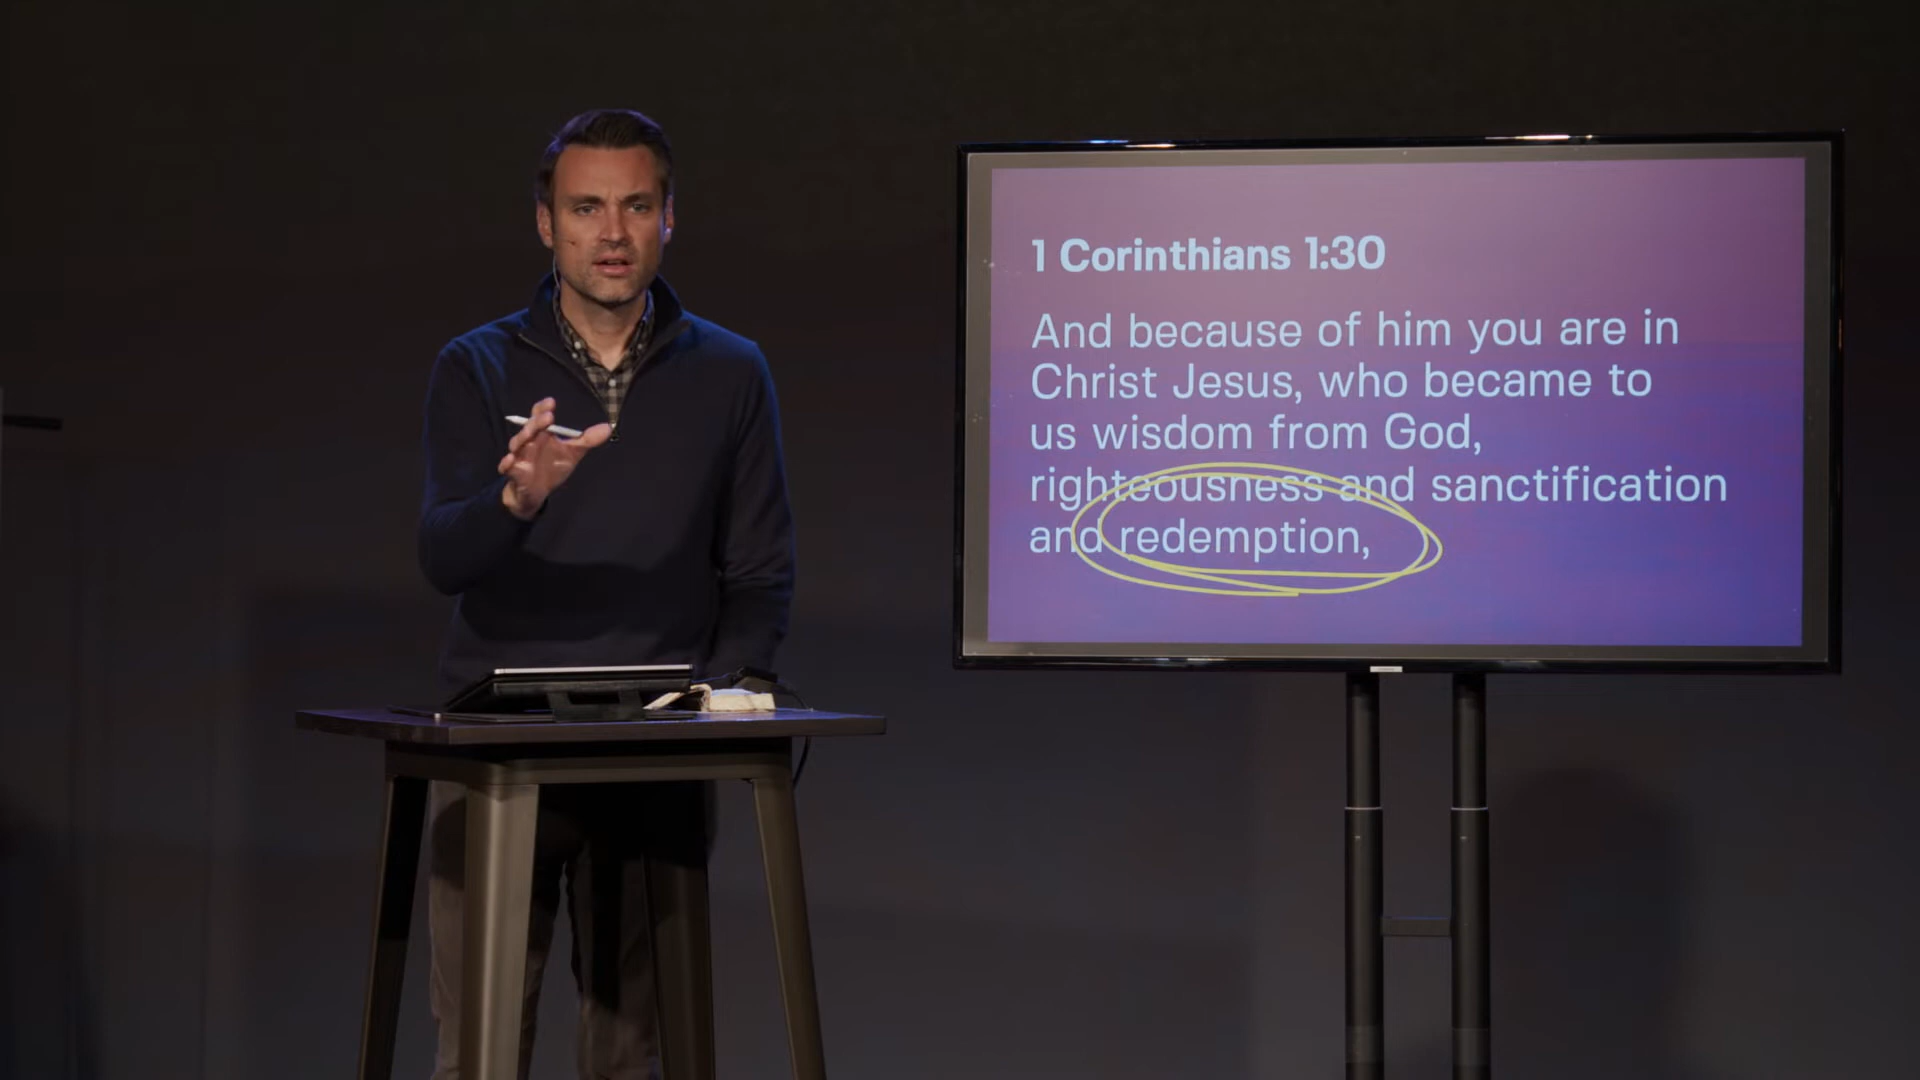 1 Corinthians 1:30
And because of him you are in
Christ Jesus, who became to
us wisdom from God,
righteousness and sanctification
and redemption,